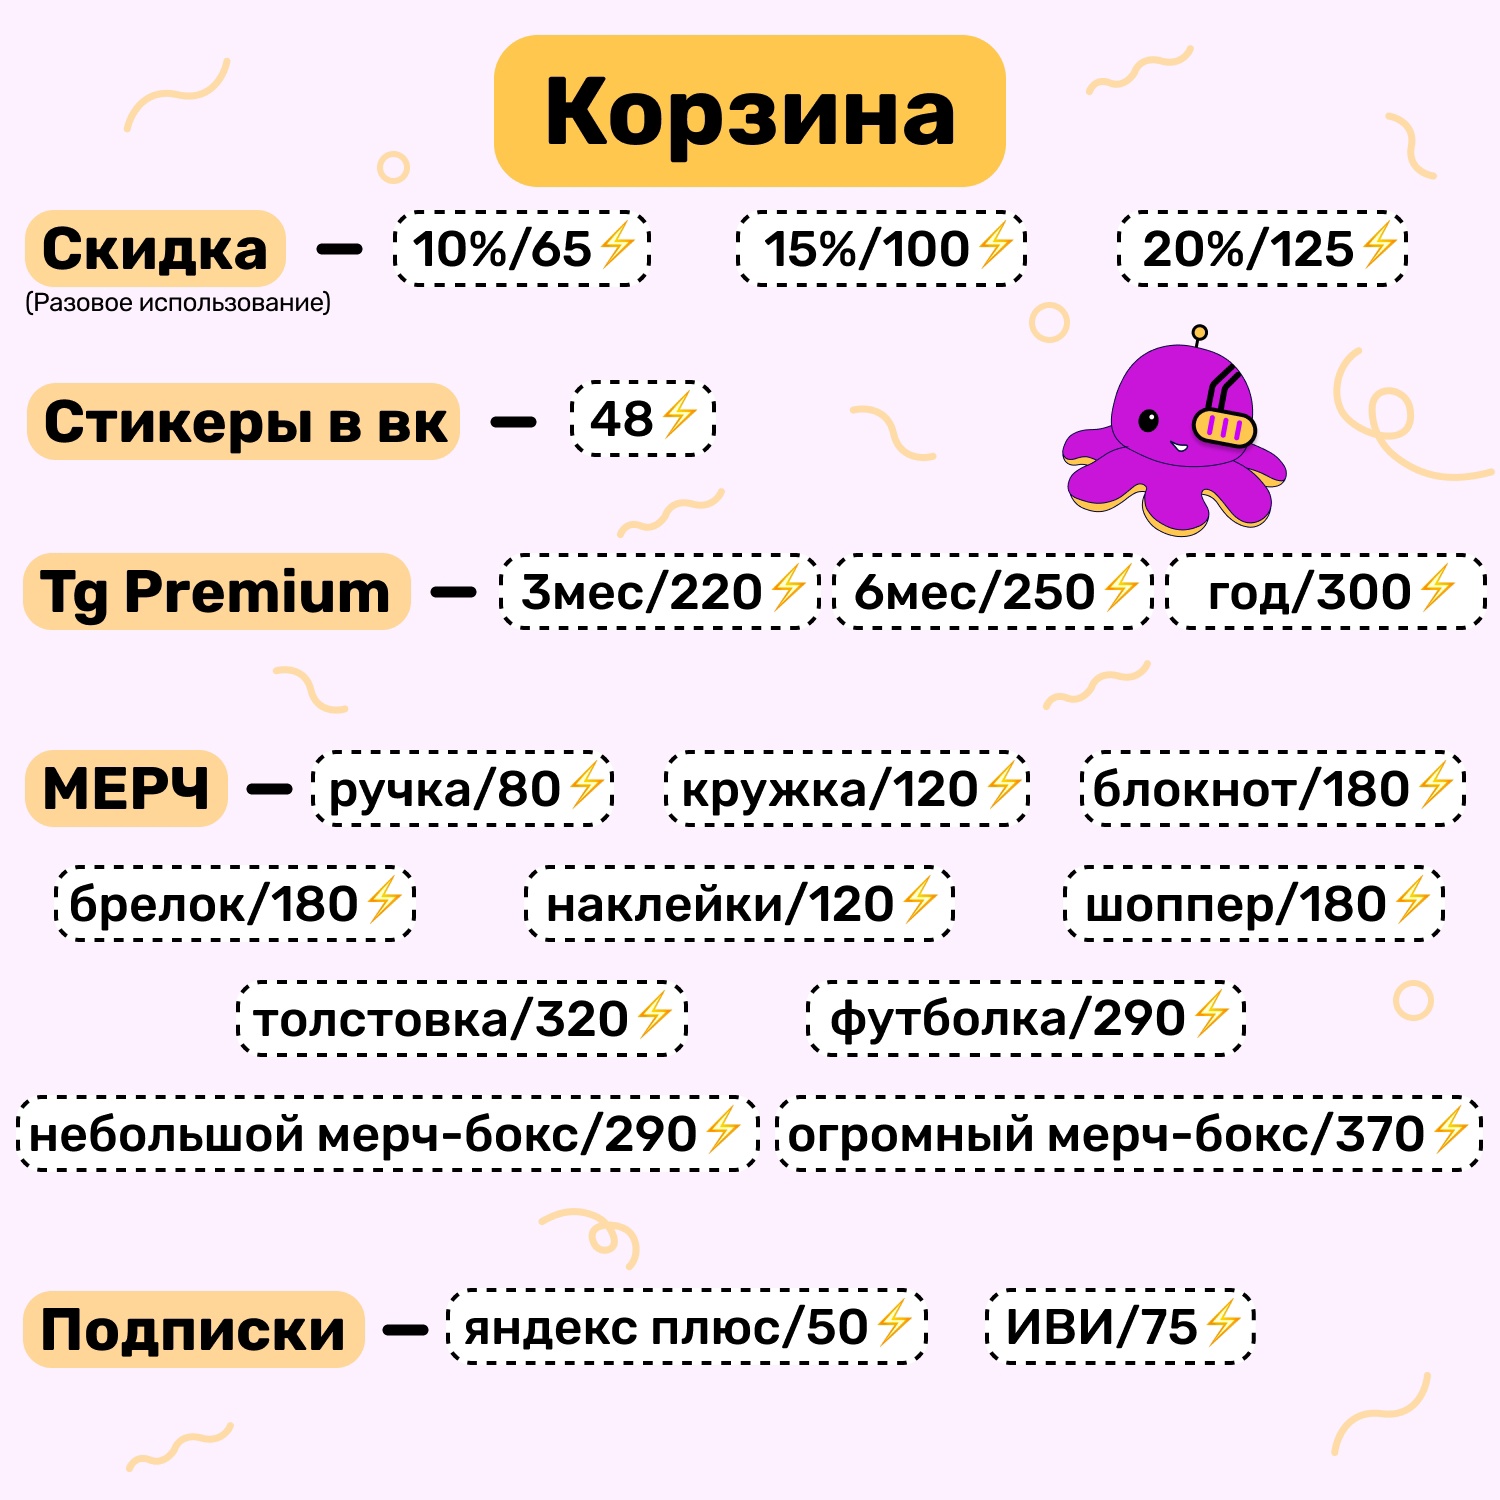 Корзина
Скидка — 10%/65⚡ 15%/100⚡ 20%/125⚡
(Разовое использование)
Стикеры в вк — 48⚡
Tg Premium — 3мес/220⚡ 6мес/250⚡ год/300⚡
МЕРЧ — ручка/80⚡ кружка/120⚡ блокнот/180⚡
брелок/180⚡ наклейки/120⚡ шоппер/180⚡
толстовка/320⚡ футболка/290⚡
небольшой мерч-бокс/290⚡ огромный мерч-бокс/370⚡
Подписки — яндекс плюс/50⚡ ИВИ/75⚡